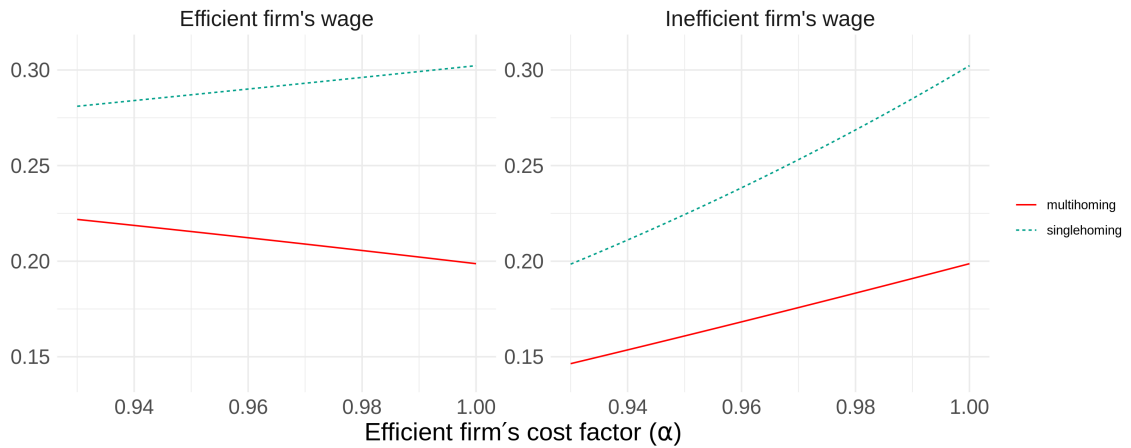 Efficient firm's wage
Inefficient firm's wage
0.30
0.25
0.20
0.15
0.30
0.25
0.20
0.15
0.94 0.96 0.98 1.00
0.94 0.96 0.98 1.00
Efficient firm′s cost factor (α)
multihoming
singlehoming